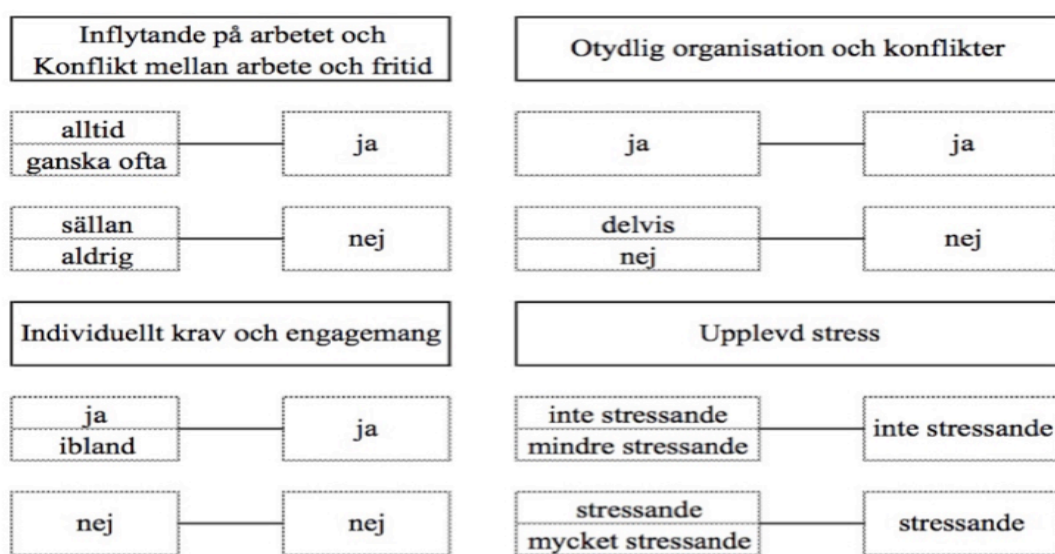 Inflytande på arbetet och
Konflikt mellan arbete och fritid
alltid
ganska ofta
ja
sällan
aldrig
nej
Otydlig organisation och konflikter
ja
ja
delvis
nej
nej
Individuellt krav och engagemang
ja
ibland
ja
nej
nej
Upplevd stress
inte stressande
mindre stressande
inte stressande
stressande
mycket stressande
stressande